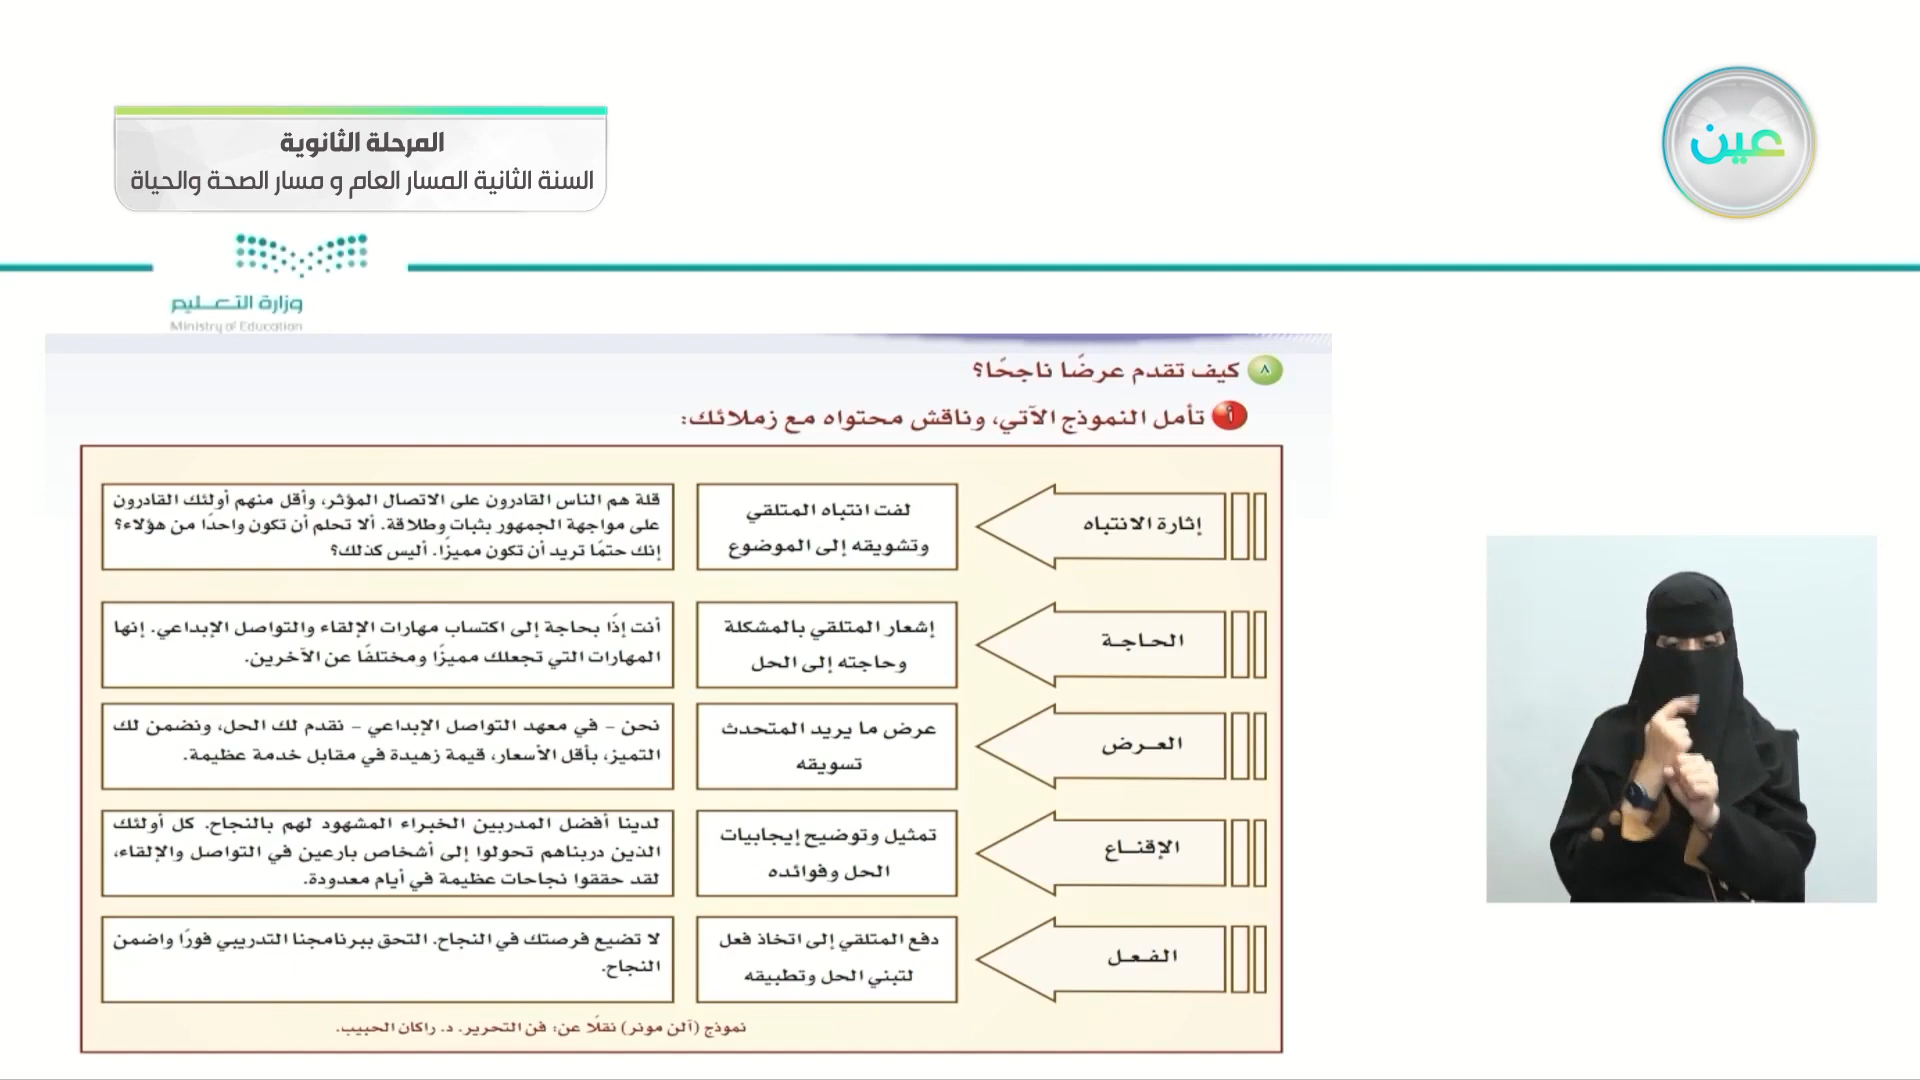 عين
المرحلة الثانوية
السنة الثانية المسار العام و مسار الصحة والحياة
وزارة التعـــليم
Ministry of Education
٨ كيف تقدم عرضًا ناجحًا؟
أ تأمل النموذج الآتي، وناقش محتواه مع زملائك:
إثارة الانتباه
لفت انتباه المتلقي
وتشويقه إلى الموضوع
قلة هم الناس القادرون على الاتصال المؤثر، وأقل منهم أولئك القادرون
على مواجهة الجمهور بثبات وطلاقة. ألا تحلم أن تكون واحدًا من هؤلاء؟
إنك حتمًا تريد أن تكون مميزًا. أليس كذلك؟
الحـاجـة
إشعار المتلقي بالمشكلة
وحاجته إلى الحل
أنت إذًا بحاجة إلى اكتساب مهارات الإلقاء والتواصل الإبداعي. إنها
المهارات التي تجعلك مميزًا ومختلفًا عن الآخرين.
العـرض
عرض ما يريد المتحدث
تسويقه
نحن - في معهد التواصل الإبداعي - نقدم لك الحل، ونضمن لك
التميز، بأقل الأسعار، قيمة زهيدة في مقابل خدمة عظيمة.
الإقنـاع
تمثيل وتوضيح إيجابيات
الحل وفوائده
لدينا أفضل المدربين الخبراء المشهود لهم بالنجاح. كل أولئك
الذين دربناهم تحولوا إلى أشخاص بارعين في التواصل والإلقاء،
لقد حققوا نجاحات عظيمة في أيام معدودة.
الفـعـل
دفع المتلقي إلى اتخاذ فعل
لتبني الحل وتطبيقه
لا تضيع فرصتك في النجاح. التحق ببرنامجنا التدريبي فورًا واضمن
النجاح.
نموذج (آلن مونر) نقلًا عن: فن التحرير. د. راكان الحبيب.